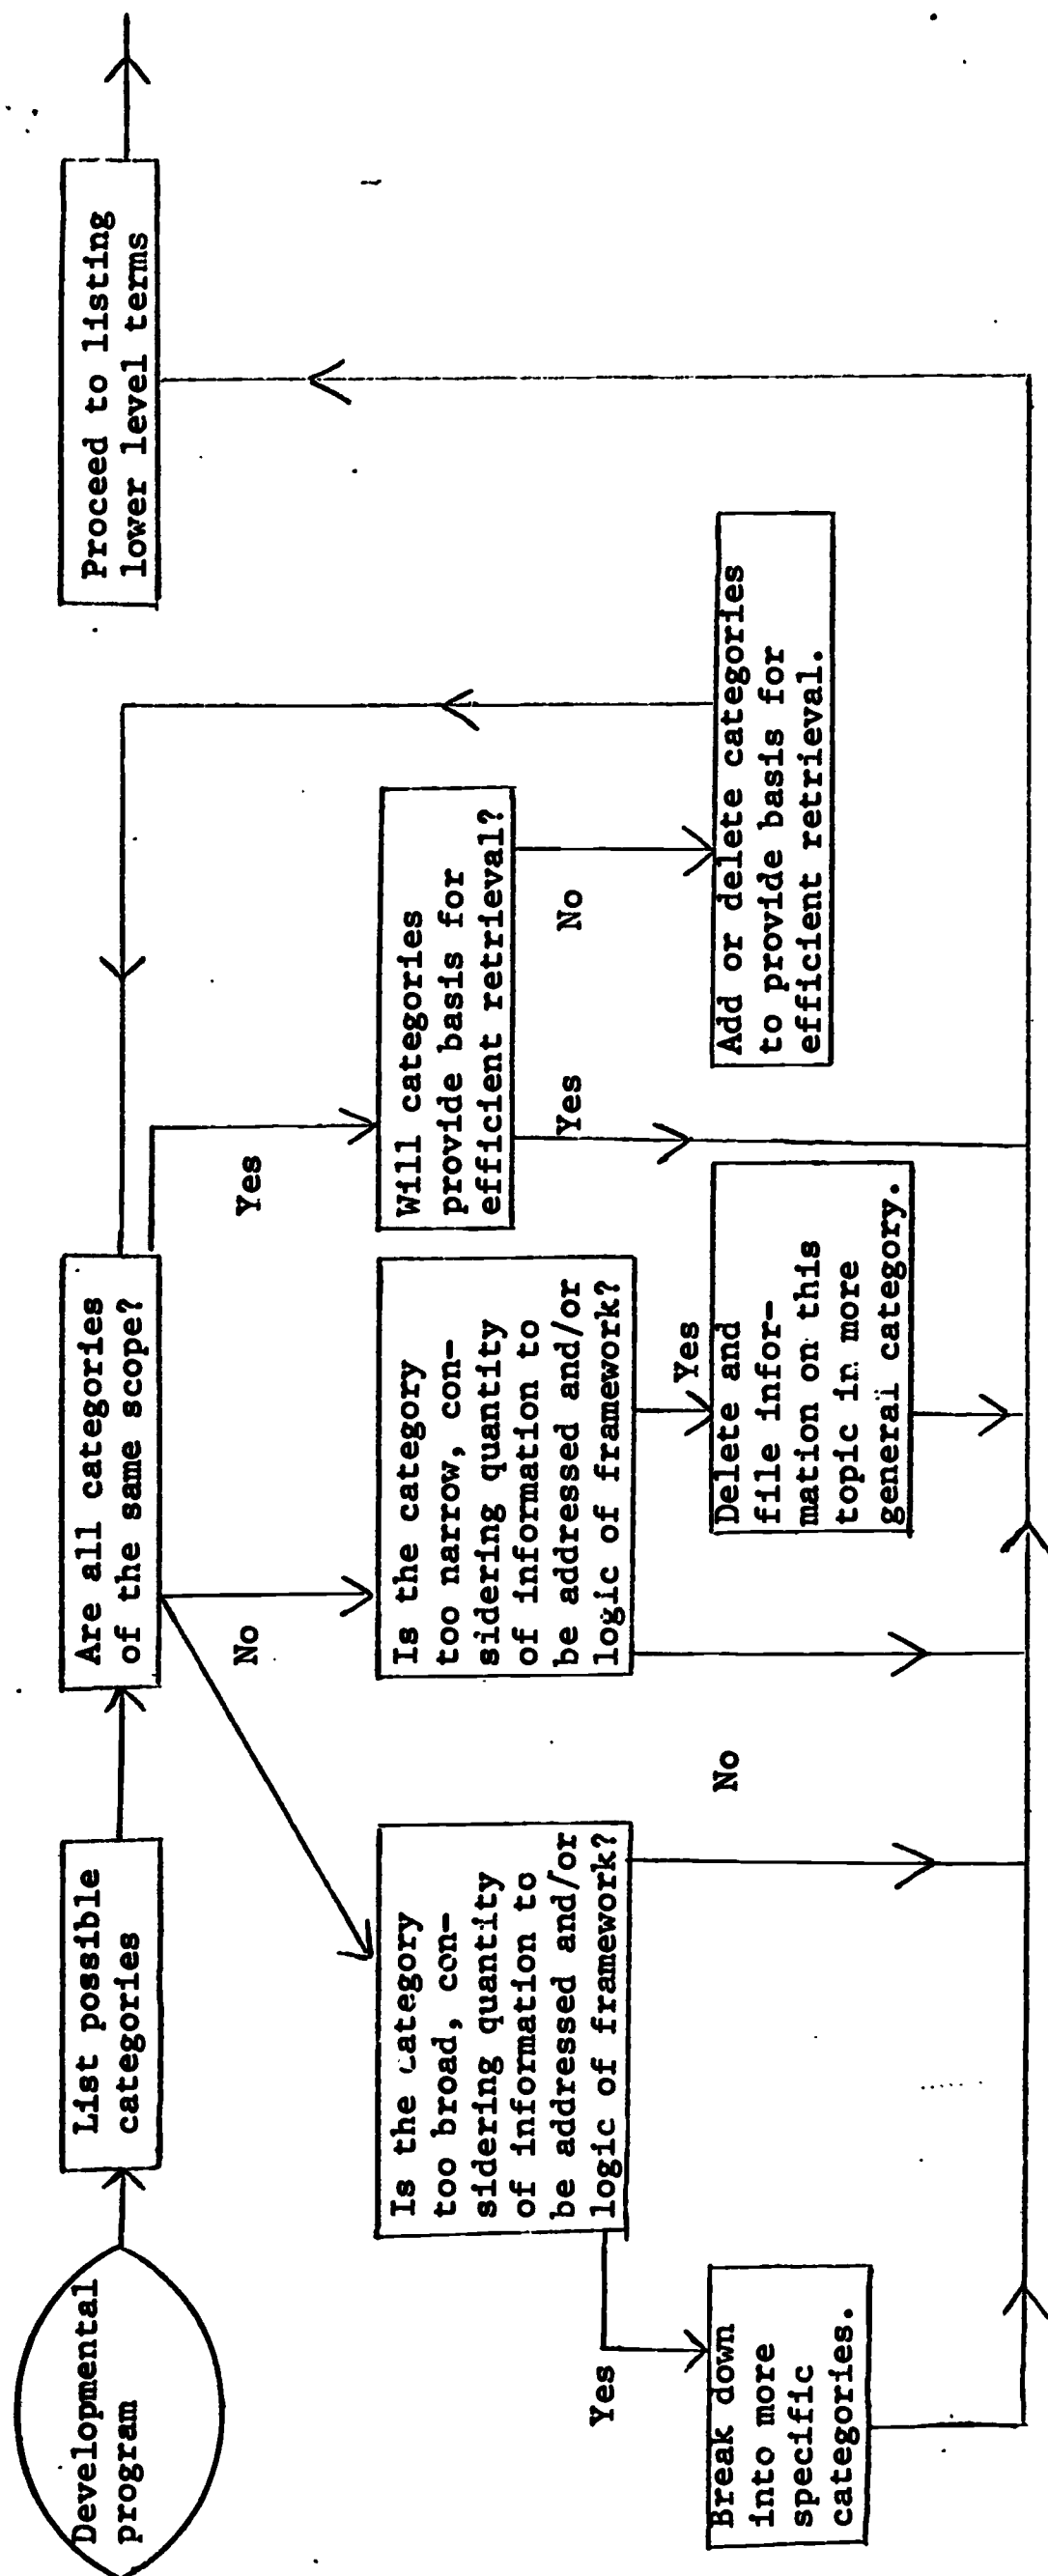 Developmental
program
List possible
categories
Are all categories
of the same scope?
Proceed to listing
lower level terms
No
Yes
Is the category
too broad, con-
sidering quantity
of information to
be addressed and/or
logic of framework?
Is the category
too narrow, con-
sidering quantity
of information to
be addressed and/or
logic of framework?
Will categories
provide basis for
efficient retrieval?
Yes
No
Yes
Yes
No
Break down
into more
specific
categories.
Delete and
file infor-
mation on this
topic in more
general category.
Add or delete categories
to provide basis for
efficient retrieval.